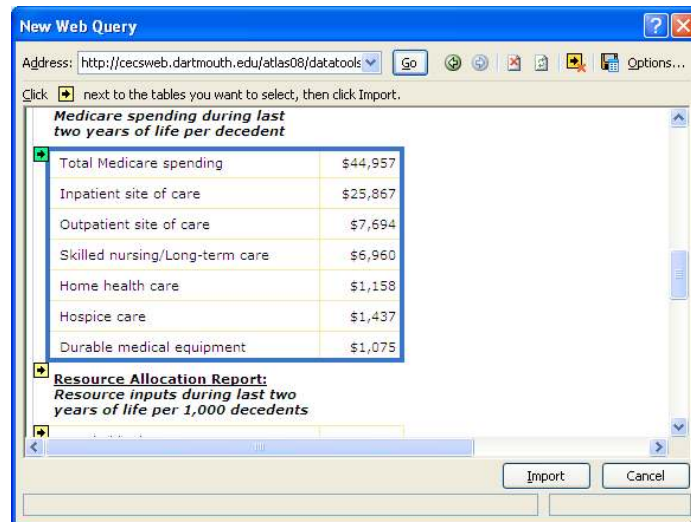 New Web Query
Address: http://cecsweb.dartmouth.edu/atlas08/datatools Go Options...
Click next to the tables you want to select, then click Import.
Medicare spending during last
two years of life per decedent
Total Medicare spending $44,957
Inpatient site of care $25,867
Outpatient site of care $7,694
Skilled nursing/Long-term care $6,960
Home health care $1,158
Hospice care $1,437
Durable medical equipment $1,075
Resource Allocation Report:
Resource inputs during last two
years of life per 1,000 decedents
Import Cancel